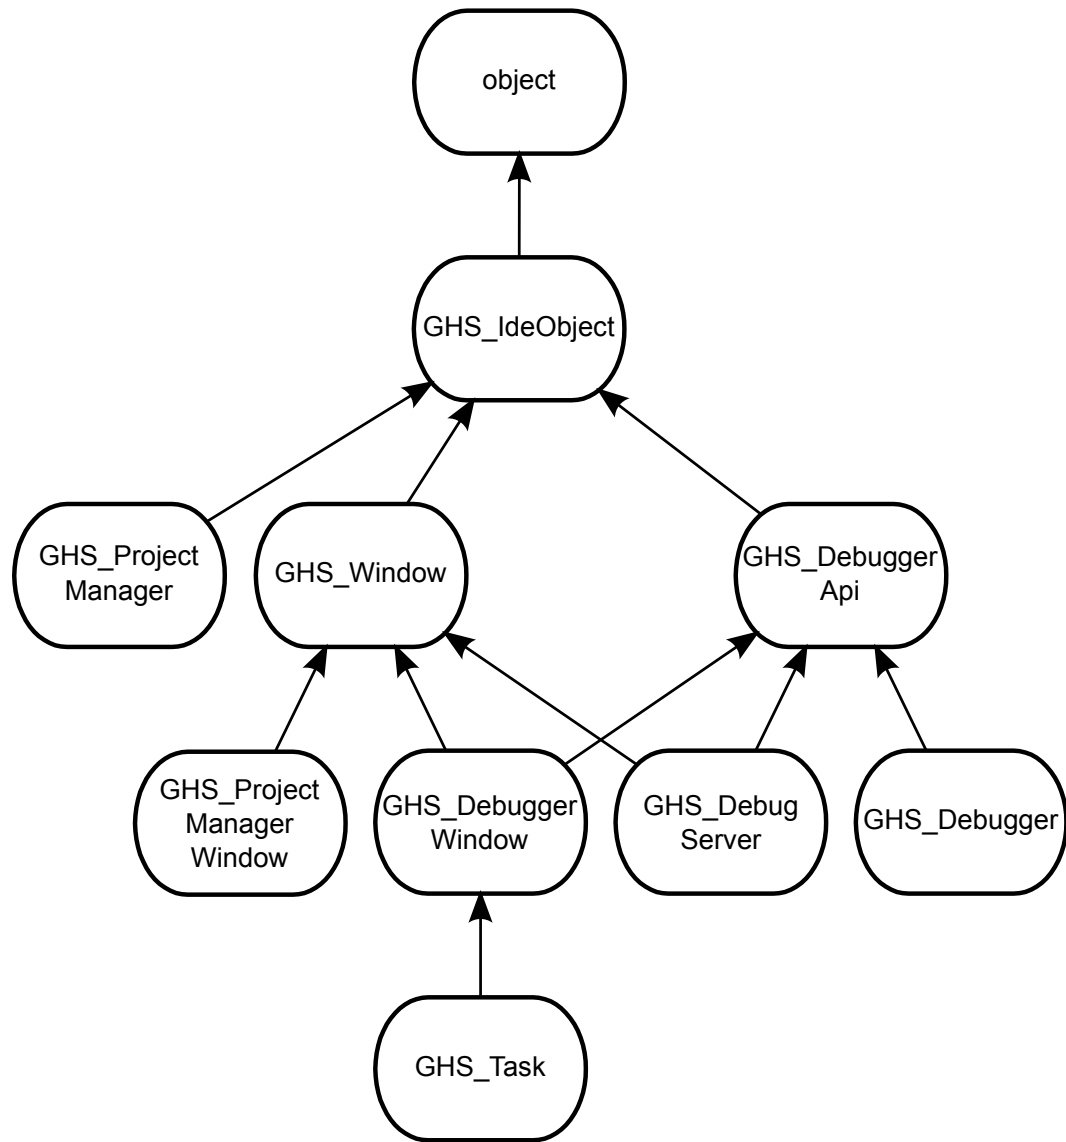 object
GHS_IdeObject
GHS_Project
Manager
GHS_Window
GHS_Debugger
Api
GHS_Project
Manager
Window
GHS_Debugger
Window
GHS_Debug
Server
GHS_Debugger
GHS_Task